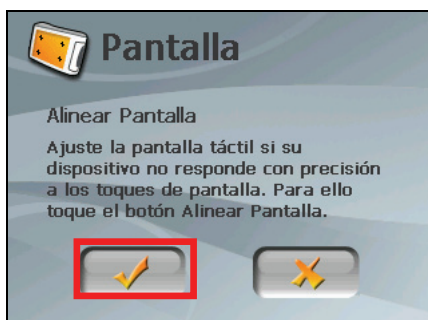 Pantalla
Alinear Pantalla
Ajuste la pantalla táctil si su
dispositivo no responde con precisión
a los toques de pantalla. Para ello
toque el botón Alinear Pantalla.